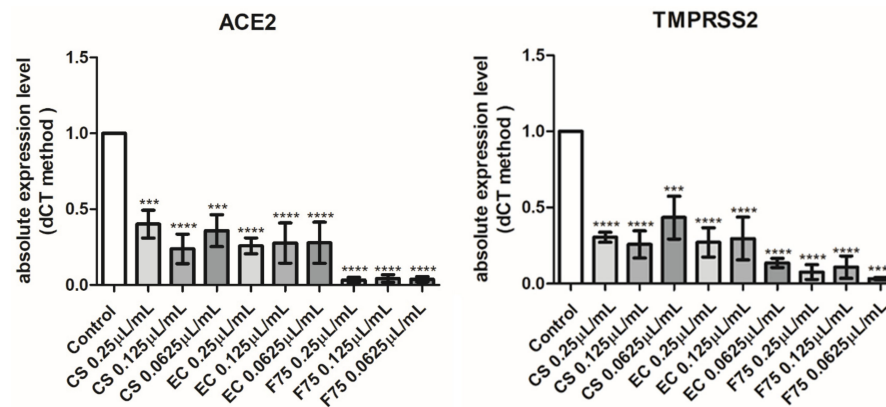 ACE2
absolute expression level
(dCT method )
1.5
1.0
0.5
0.0
***
****
***
****
****
****
****
****
****
Control
CS 0.25µL/mL
CS 0.125µL/mL
CS 0.0625µL/mL
EC 0.25µL/mL
EC 0.125µL/mL
EC 0.0625µL/mL
F75 0.25µL/mL
F75 0.125µL/mL
F75 0.0625µL/mL
TMPRSS2
absolute expression level
(dCT method )
1.5
1.0
0.5
0.0
****
****
***
****
****
****
****
****
Control
CS 0.25µL/mL
CS 0.125µL/mL
CS 0.0625µL/mL
EC 0.25µL/mL
EC 0.125µL/mL
EC 0.0625µL/mL
F75 0.25µL/mL
F75 0.125µL/mL
F75 0.0625µL/mL